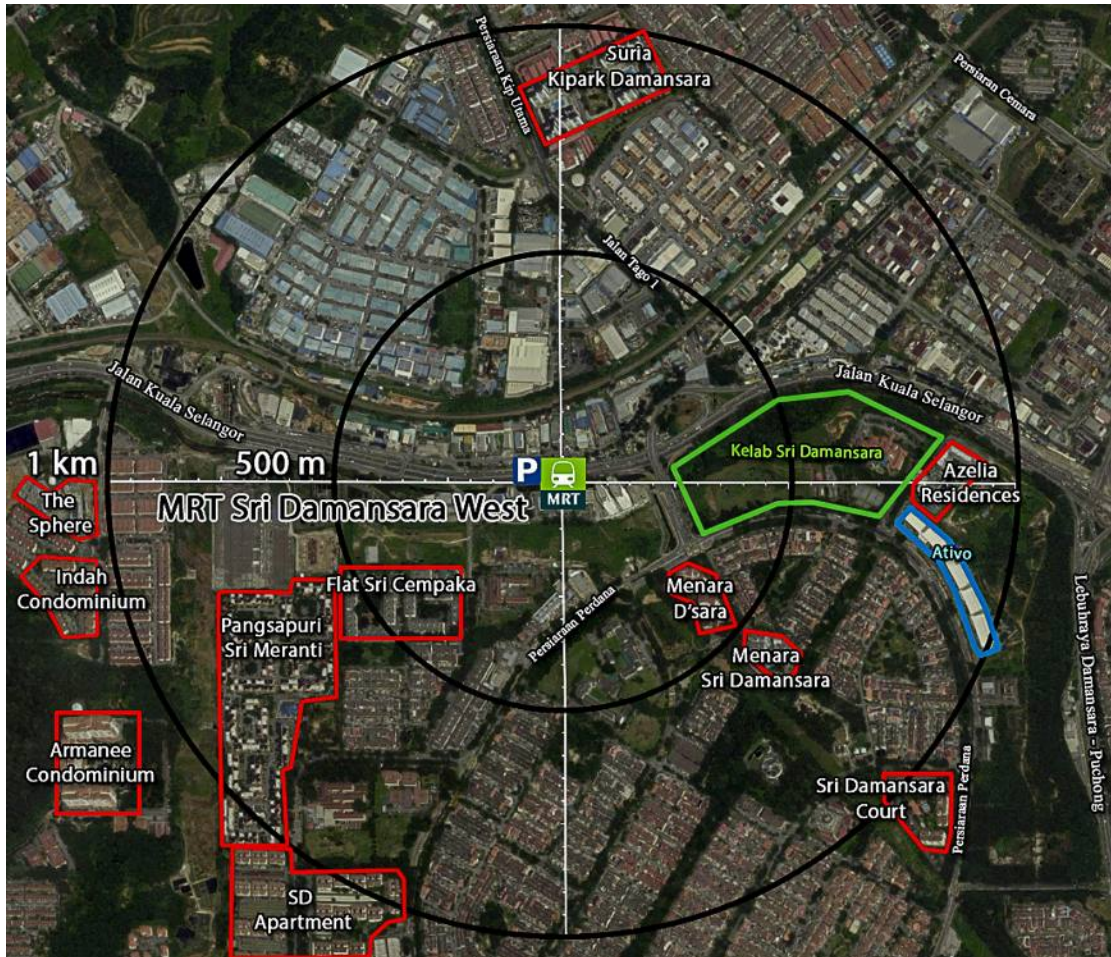 Suria
Kipark Damansara
Persiaraan Kip Utama
Persiaran Cemara
Jalan Tago 1
Jalan Kuala Selangor
Jalan Kuala Selangor
Kelab Sri Damansara
1 km
500 m
P
MRT
MRT Sri Damansara West
Azelia
Residences
The
Sphere
Ativo
Indah
Condominium
Flat Sri Cempaka
Pangsapuri
Sri Meranti
Menara
D'sara
Persiaraan Perdana
Menara
Sri Damansara
Lebuhraya Damansara - Puchong
Armanee
Condominium
Sri Damansara
Court
Persiaraan Perdana
SD
Apartment